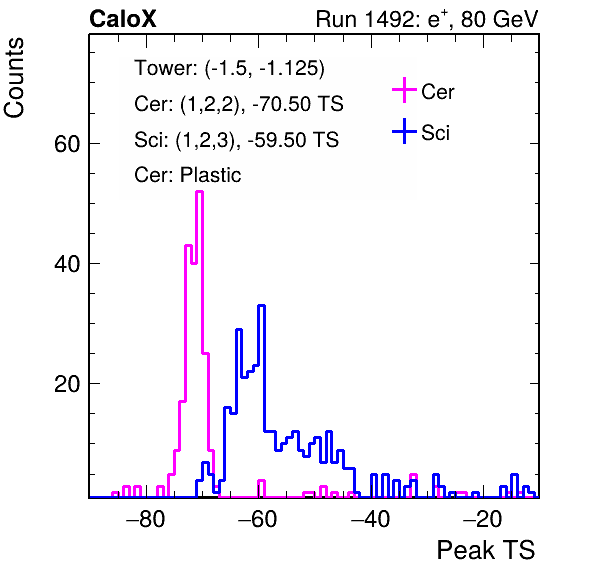 CaloX Run 1492: e⁺, 80 GeV
Counts
Tower: (-1.5, -1.125)
Cer: (1,2,2), -70.50 TS
Sci: (1,2,3), -59.50 TS
Cer: Plastic
Cer
Sci
60
40
20
−80 −60 −40 −20
Peak TS